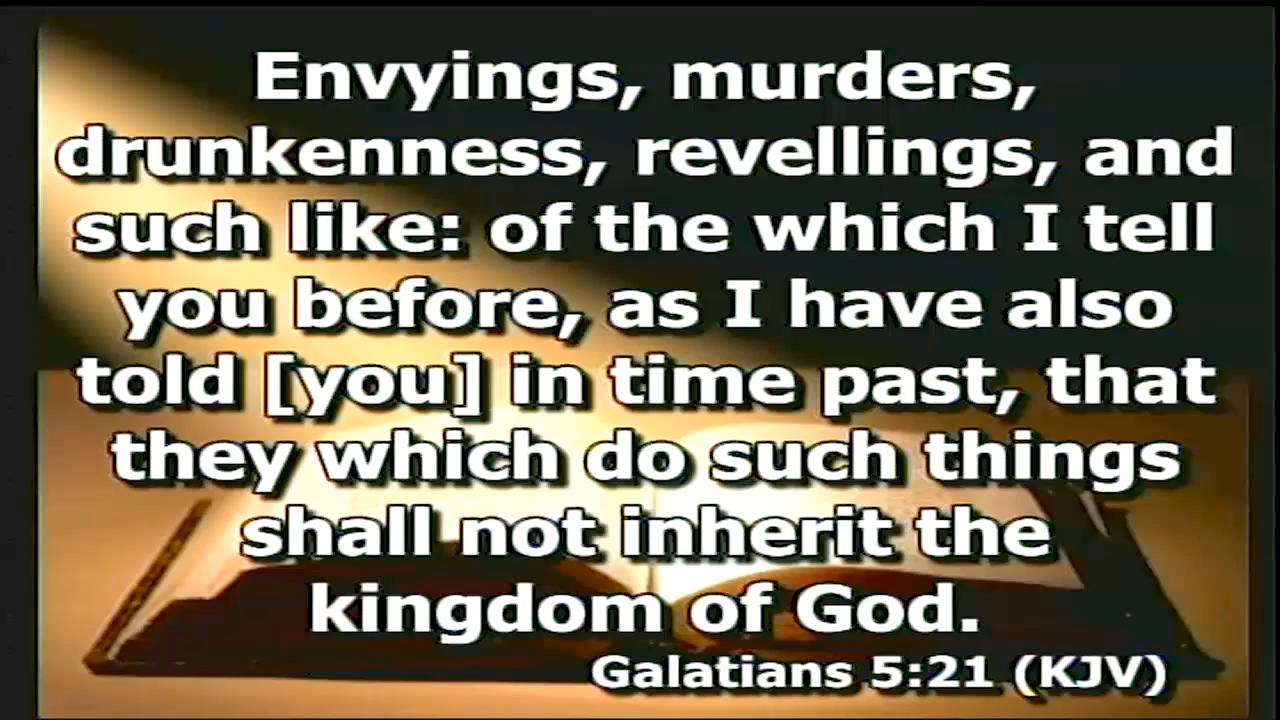 Envyings, murders,
drunkenness, revellings, and
such like: of the which I tell
you before, as I have also
told [you] in time past, that
they which do such things
shall not inherit the
kingdom of God.
Galatians 5:21 (KJV)